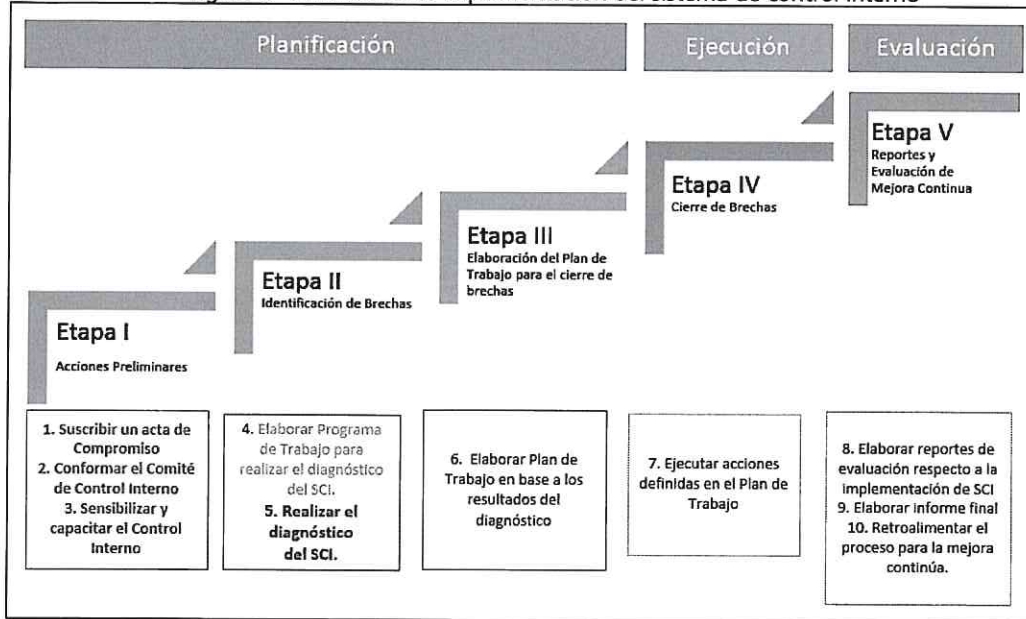 Planificación
Ejecución
Evaluación
Etapa I
Acciones Preliminares
Etapa II
Identificación de Brechas
Etapa III
Elaboración del Plan de
Trabajo para el cierre de
brechas
Etapa IV
Cierre de Brechas
Etapa V
Reportes y
Evaluación de
Mejora Continua
1. Suscribir un acta de
Compromiso
2. Conformar el Comité
de Control Interno
3. Sensibilizar y
capacitar el Control
Interno
4. Elaborar Programa
de Trabajo para
realizar el diagnóstico
del SCI.
5. Realizar el
diagnóstico
del SCI.
6. Elaborar Plan de
Trabajo en base a los
resultados del
diagnóstico
7. Ejecutar acciones
definidas en el Plan de
Trabajo
8. Elaborar reportes de
evaluación respecto a la
implementación de SCI
9. Elaborar informe final
10. Retroalimentar el
proceso para la mejora
continúa.